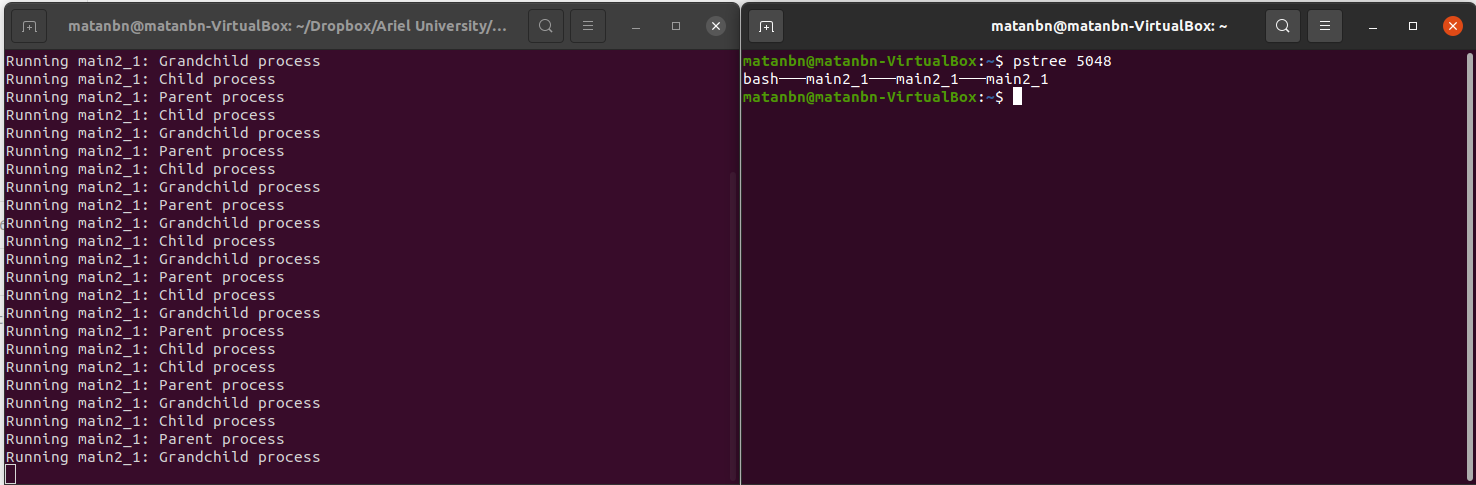 matanbn@matanbn-VirtualBox: ~/Dropbox/Ariel University/...
Running main2_1: Grandchild process
Running main2_1: Child process
Running main2_1: Parent process
Running main2_1: Child process
Running main2_1: Grandchild process
Running main2_1: Parent process
Running main2_1: Child process
Running main2_1: Grandchild process
Running main2_1: Parent process
Running main2_1: Grandchild process
Running main2_1: Child process
Running main2_1: Grandchild process
Running main2_1: Parent process
Running main2_1: Child process
Running main2_1: Grandchild process
Running main2_1: Parent process
Running main2_1: Child process
Running main2_1: Child process
Running main2_1: Parent process
Running main2_1: Grandchild process
Running main2_1: Child process
Running main2_1: Parent process
Running main2_1: Grandchild process
matanbn@matanbn-VirtualBox: ~
matanbn@matanbn-VirtualBox:~$ pstree 5048
bash───main2_1───main2_1───main2_1
matanbn@matanbn-VirtualBox:~$